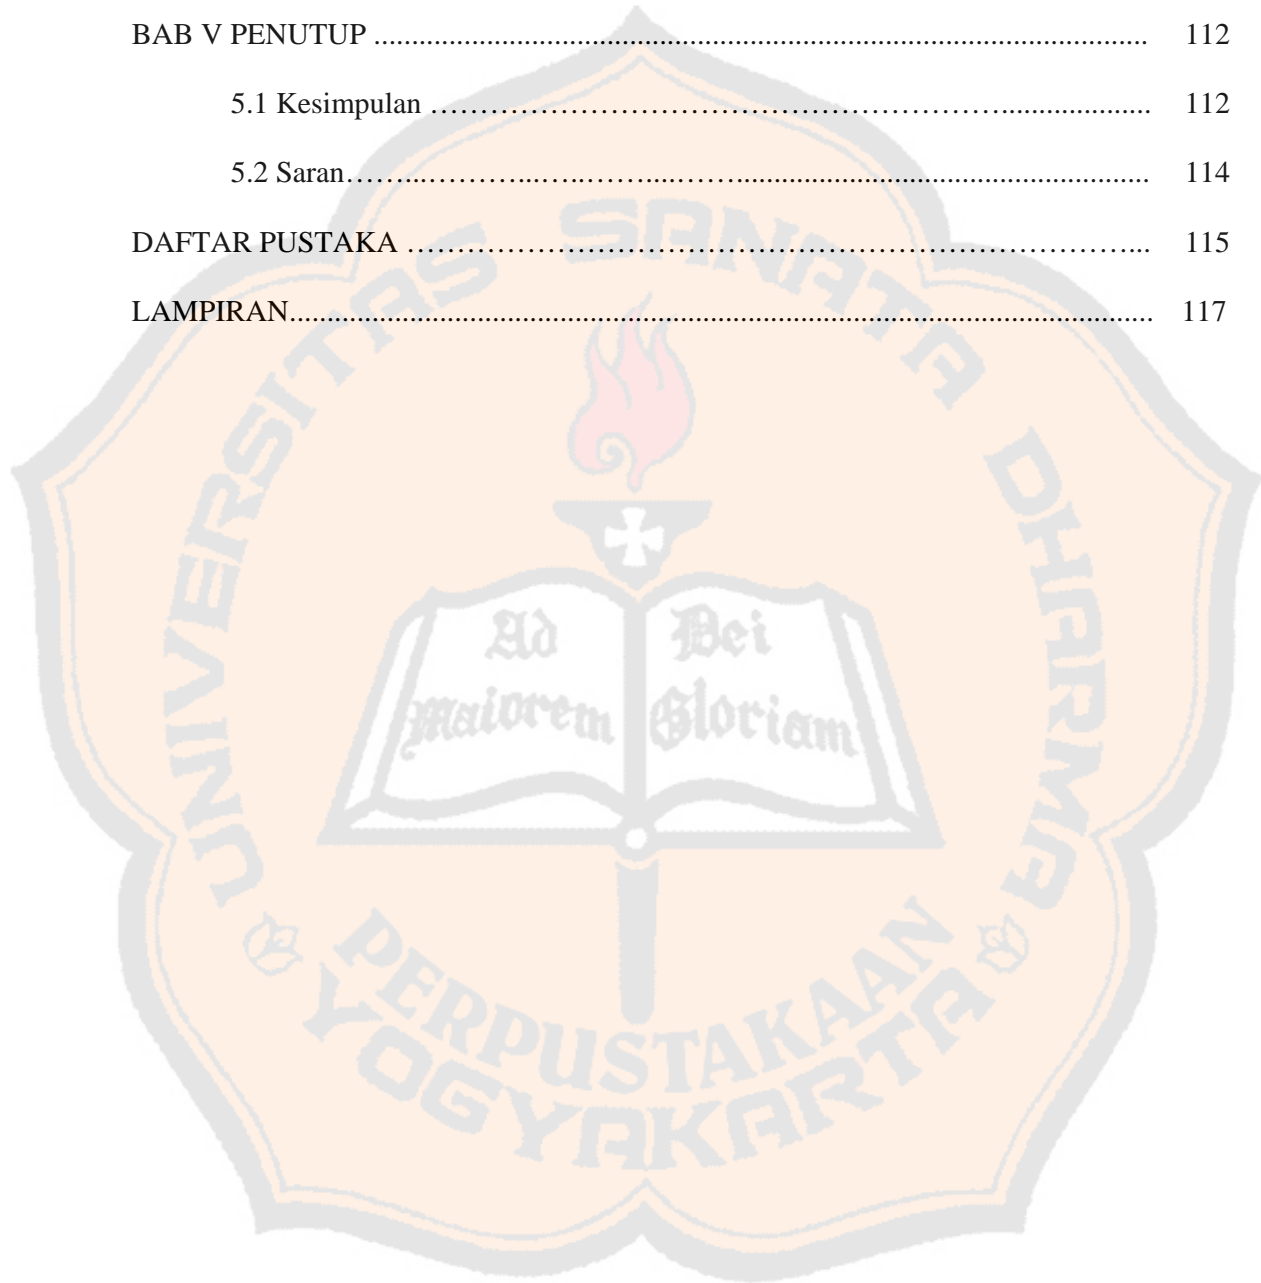 BAB V PENUTUP ........................................................................................................ 112
5.1 Kesimpulan ……………………………………………………..................... 112
5.2 Saran……...………...…..……...……........................................................ 114
DAFTAR PUSTAKA ………………………………………………………………... 115
LAMPIRAN................................................................................................................... 117
UNIVERSITAS SANATA DHARMA
Ad Dei
maiorem Gloriam
PERPUSTAKAAN
YOGYAKARTA